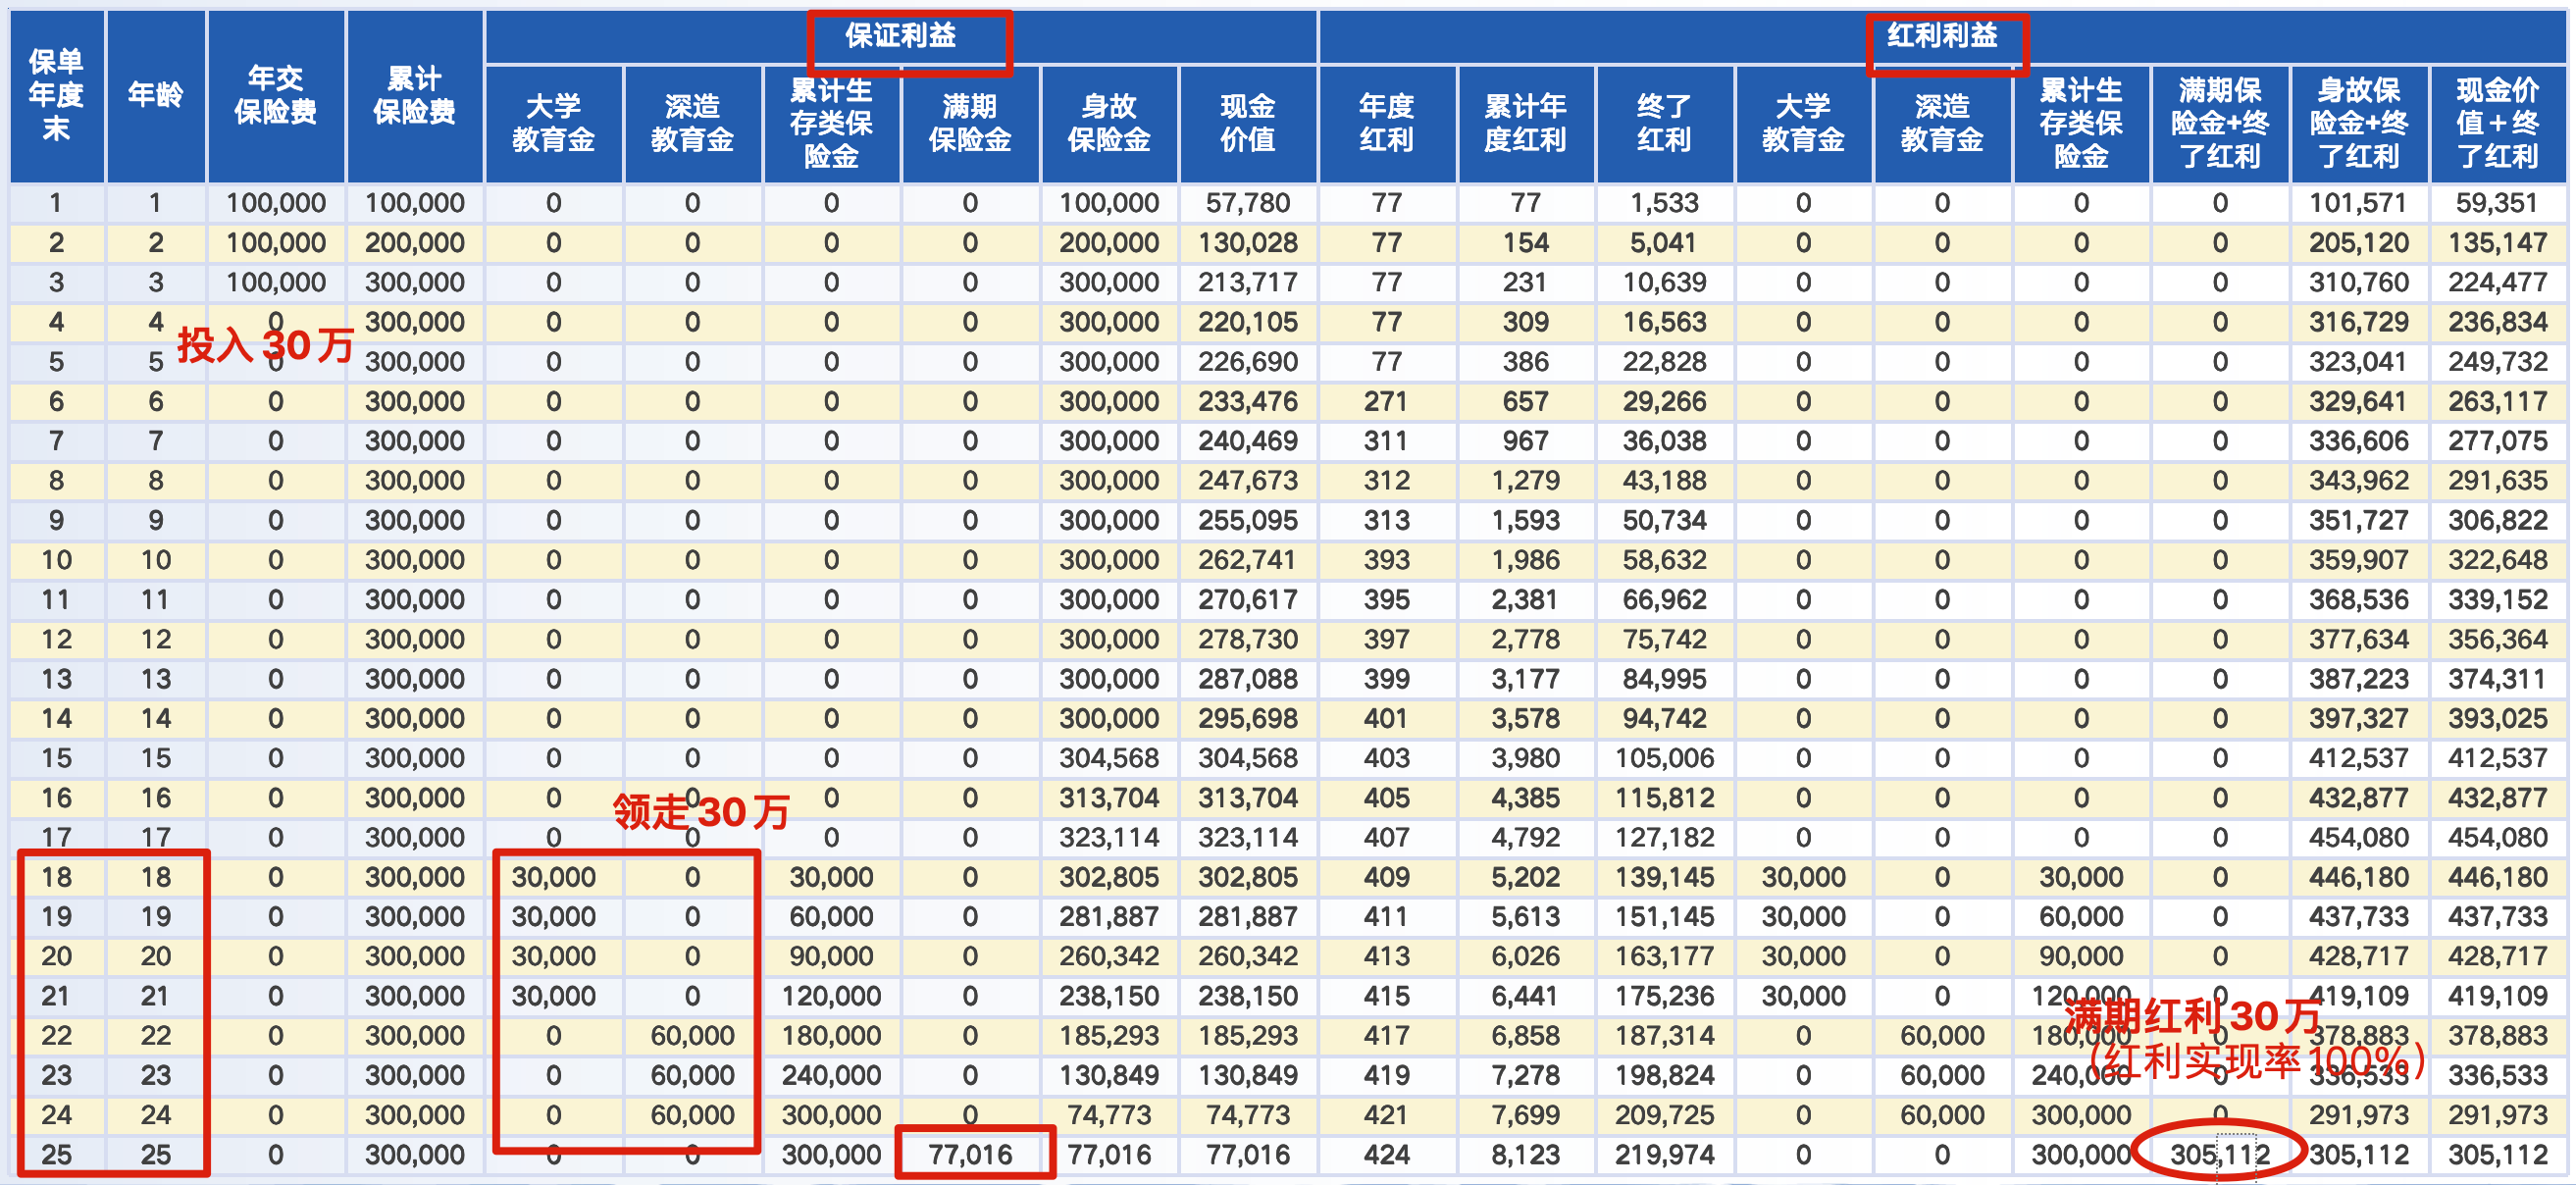 保证利益 红利利益
保单年度末 年龄 年交保险费 累计保险费 大学教育金 深造教育金 累计生存类保险金 满期保险金 身故保险金 现金价值 年度红利 累计年度红利 终了红利 大学教育金 深造教育金 累计生存类保险金 满期保险金+终了红利 身故保险金+终了红利 现金价值+终了红利
1 1 100,000 100,000 0 0 0 0 100,000 57,780 77 77 1,533 0 0 0 0 101,571 59,351
2 2 100,000 200,000 0 0 0 0 200,000 130,028 77 154 5,041 0 0 0 0 205,120 135,147
3 3 100,000 300,000 0 0 0 0 300,000 213,717 77 231 10,639 0 0 0 0 310,760 224,477
4 4 0 300,000 0 0 0 0 300,000 220,105 77 309 16,563 0 0 0 0 316,729 236,834
投入30万
5 5 0 300,000 0 0 0 0 300,000 226,690 77 386 22,828 0 0 0 0 323,041 249,732
6 6 0 300,000 0 0 0 0 300,000 233,476 271 657 29,266 0 0 0 0 329,641 263,117
7 7 0 300,000 0 0 0 0 300,000 240,469 311 967 36,038 0 0 0 0 336,606 277,075
8 8 0 300,000 0 0 0 0 300,000 247,673 312 1,279 43,188 0 0 0 0 343,962 291,635
9 9 0 300,000 0 0 0 0 300,000 255,095 313 1,593 50,734 0 0 0 0 351,727 306,822
10 10 0 300,000 0 0 0 0 300,000 262,741 393 1,986 58,632 0 0 0 0 359,907 322,648
11 11 0 300,000 0 0 0 0 300,000 270,617 395 2,381 66,962 0 0 0 0 368,536 339,152
12 12 0 300,000 0 0 0 0 300,000 278,730 397 2,778 75,742 0 0 0 0 377,634 356,364
13 13 0 300,000 0 0 0 0 300,000 287,088 399 3,177 84,995 0 0 0 0 387,223 374,311
14 14 0 300,000 0 0 0 0 300,000 295,698 401 3,578 94,742 0 0 0 0 397,327 393,025
15 15 0 300,000 0 0 0 0 304,568 304,568 403 3,980 105,006 0 0 0 0 412,537 412,537
16 16 0 300,000 0 0 0 0 313,704 313,704 405 4,385 115,812 0 0 0 0 432,877 432,877
领走30万
17 17 0 300,000 0 0 0 0 323,114 323,114 407 4,792 127,182 0 0 0 0 454,080 454,080
18 18 0 300,000 30,000 0 30,000 0 302,805 302,805 409 5,202 139,145 30,000 0 30,000 0 446,180 446,180
19 19 0 300,000 30,000 0 60,000 0 281,887 281,887 411 5,613 151,145 30,000 0 60,000 0 437,733 437,733
20 20 0 300,000 30,000 0 90,000 0 260,342 260,342 413 6,026 163,177 30,000 0 90,000 0 428,717 428,717
21 21 0 300,000 30,000 0 120,000 0 238,150 238,150 415 6,441 175,236 30,000 0 120,000 0 419,109 419,109
满期红利30万
22 22 0 300,000 0 60,000 180,000 0 185,293 185,293 417 6,858 187,314 0 60,000 180,000 0 378,883 378,883
（红利实现率100%）
23 23 0 300,000 0 60,000 240,000 0 130,849 130,849 419 7,278 198,824 0 60,000 240,000 0 336,533 336,533
24 24 0 300,000 0 60,000 300,000 0 74,773 74,773 421 7,699 209,725 0 60,000 300,000 0 291,973 291,973
25 25 0 300,000 0 0 300,000 77,016 77,016 77,016 424 8,123 219,974 0 0 300,000 305,112 305,112 305,112